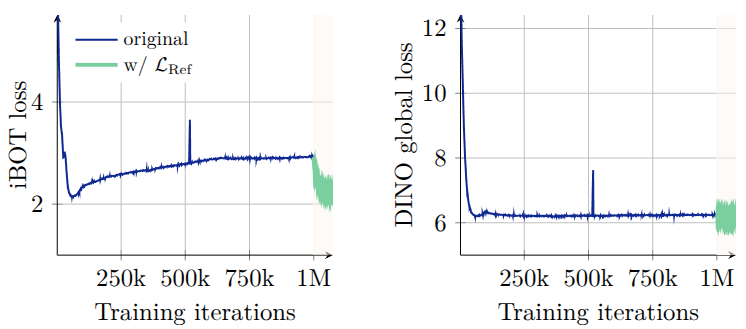 iBOT loss
4
2
original
w/ ℒRef
250k 500k 750k 1M
Training iterations
DINO global loss
12
10
8
6
250k 500k 750k 1M
Training iterations